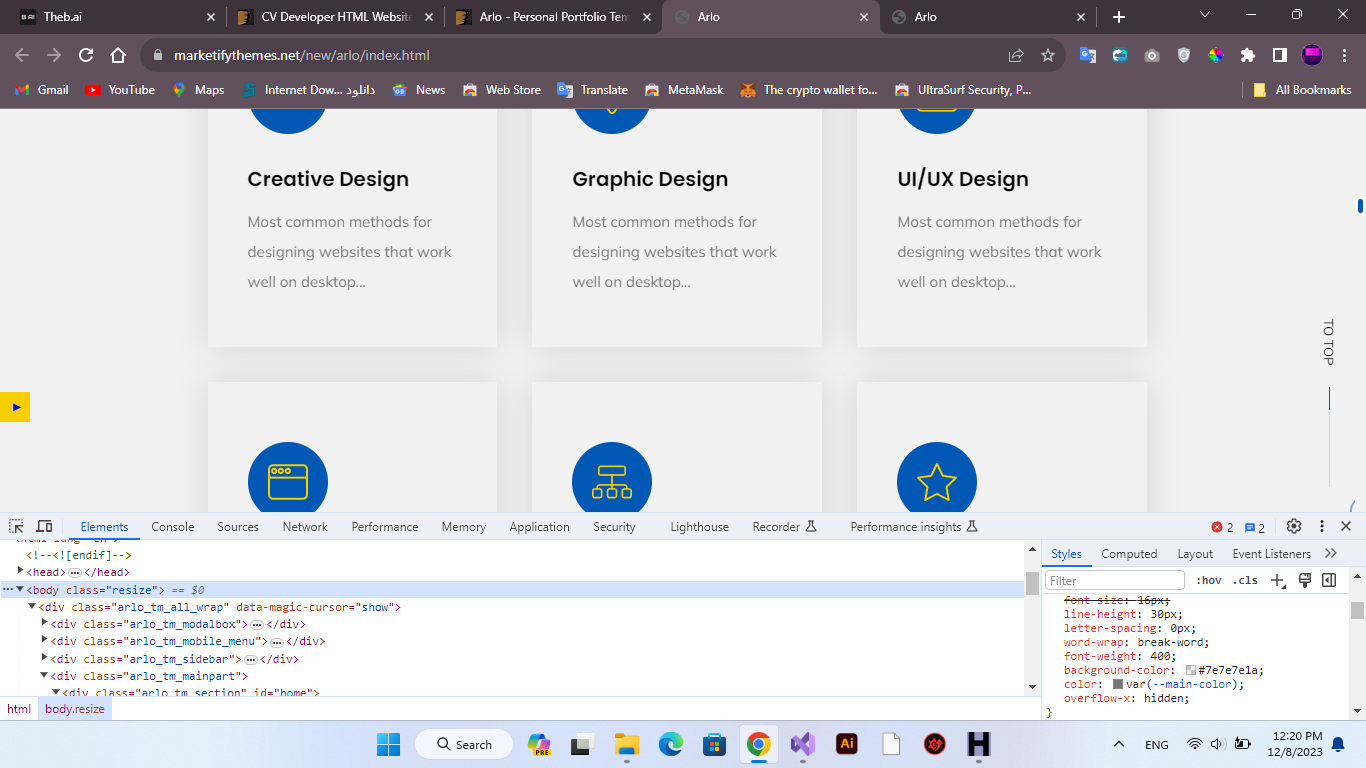 Theb.ai
CV Developer HTML Website
Arlo - Personal Portfolio Tem
Arlo
Arlo
marketifythemes.net/new/arlo/index.html
Gmail
YouTube
Maps
Internet Dow... دانلود
News
Web Store
Translate
MetaMask
The crypto wallet fo...
UltraSurf Security, P...
All Bookmarks
Creative Design
Most common methods for
designing websites that work
well on desktop...
Graphic Design
Most common methods for
designing websites that work
well on desktop...
UI/UX Design
Most common methods for
designing websites that work
well on desktop...
TO TOP
Elements
Console
Sources
Network
Performance
Memory
Application
Security
Lighthouse
Recorder
Performance insights
2
2
<html lang="en">
<!--<![endif]-->
<head>…</head>
<body class="resize"> == $0
<div class="arlo_tm_all_wrap" data-magic-cursor="show">
<div class="arlo_tm_modalbox">…</div>
<div class="arlo_tm_mobile_menu">…</div>
<div class="arlo_tm_sidebar">…</div>
<div class="arlo_tm_mainpart">
<div class="arlo_tm_section" id="home">
html
body.resize
Styles
Computed
Layout
Event Listeners
Filter
:hov
.cls
font-size: 16px;
line-height: 30px;
letter-spacing: 0px;
word-wrap: break-word;
font-weight: 400;
background-color: #7e7e7e1a;
color: var(--main-color);
overflow-x: hidden;
}
Search
PRE
Ai
H
ENG
12:20 PM
12/8/2023